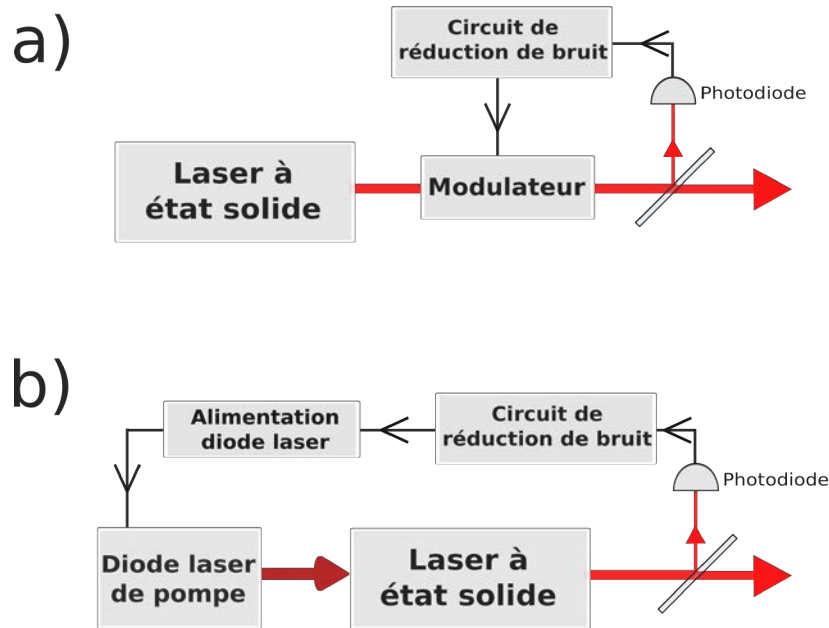 a)
Circuit de
réduction de bruit
Photodiode
Laser à
état solide
Modulateur
b)
Alimentation
diode laser
Circuit de
réduction de bruit
Photodiode
Diode laser
de pompe
Laser à
état solide